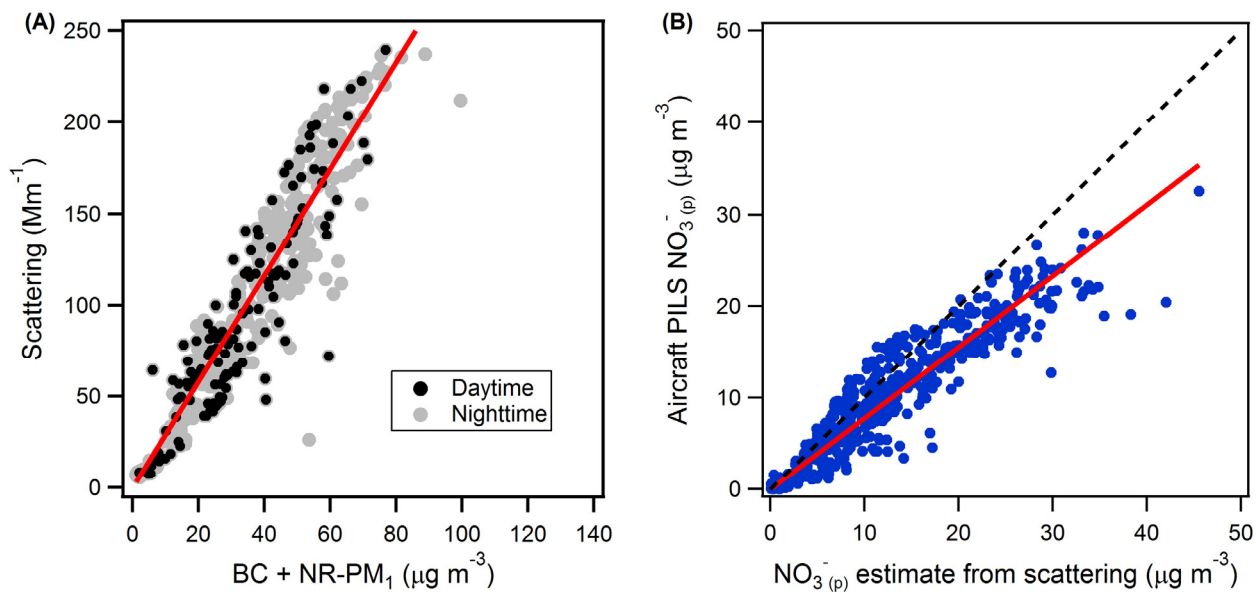 (A)
250
200
150
100
50
0
Scattering (Mm⁻¹)
Daytime
Nighttime
0 20 40 60 80 100 120 140
BC + NR-PM₁ (μg m⁻³)
(B)
50
40
30
20
10
0
Aircraft PILS NO₃⁻(p) (μg m⁻³)
0 10 20 30 40 50
NO₃⁻(p) estimate from scattering (μg m⁻³)